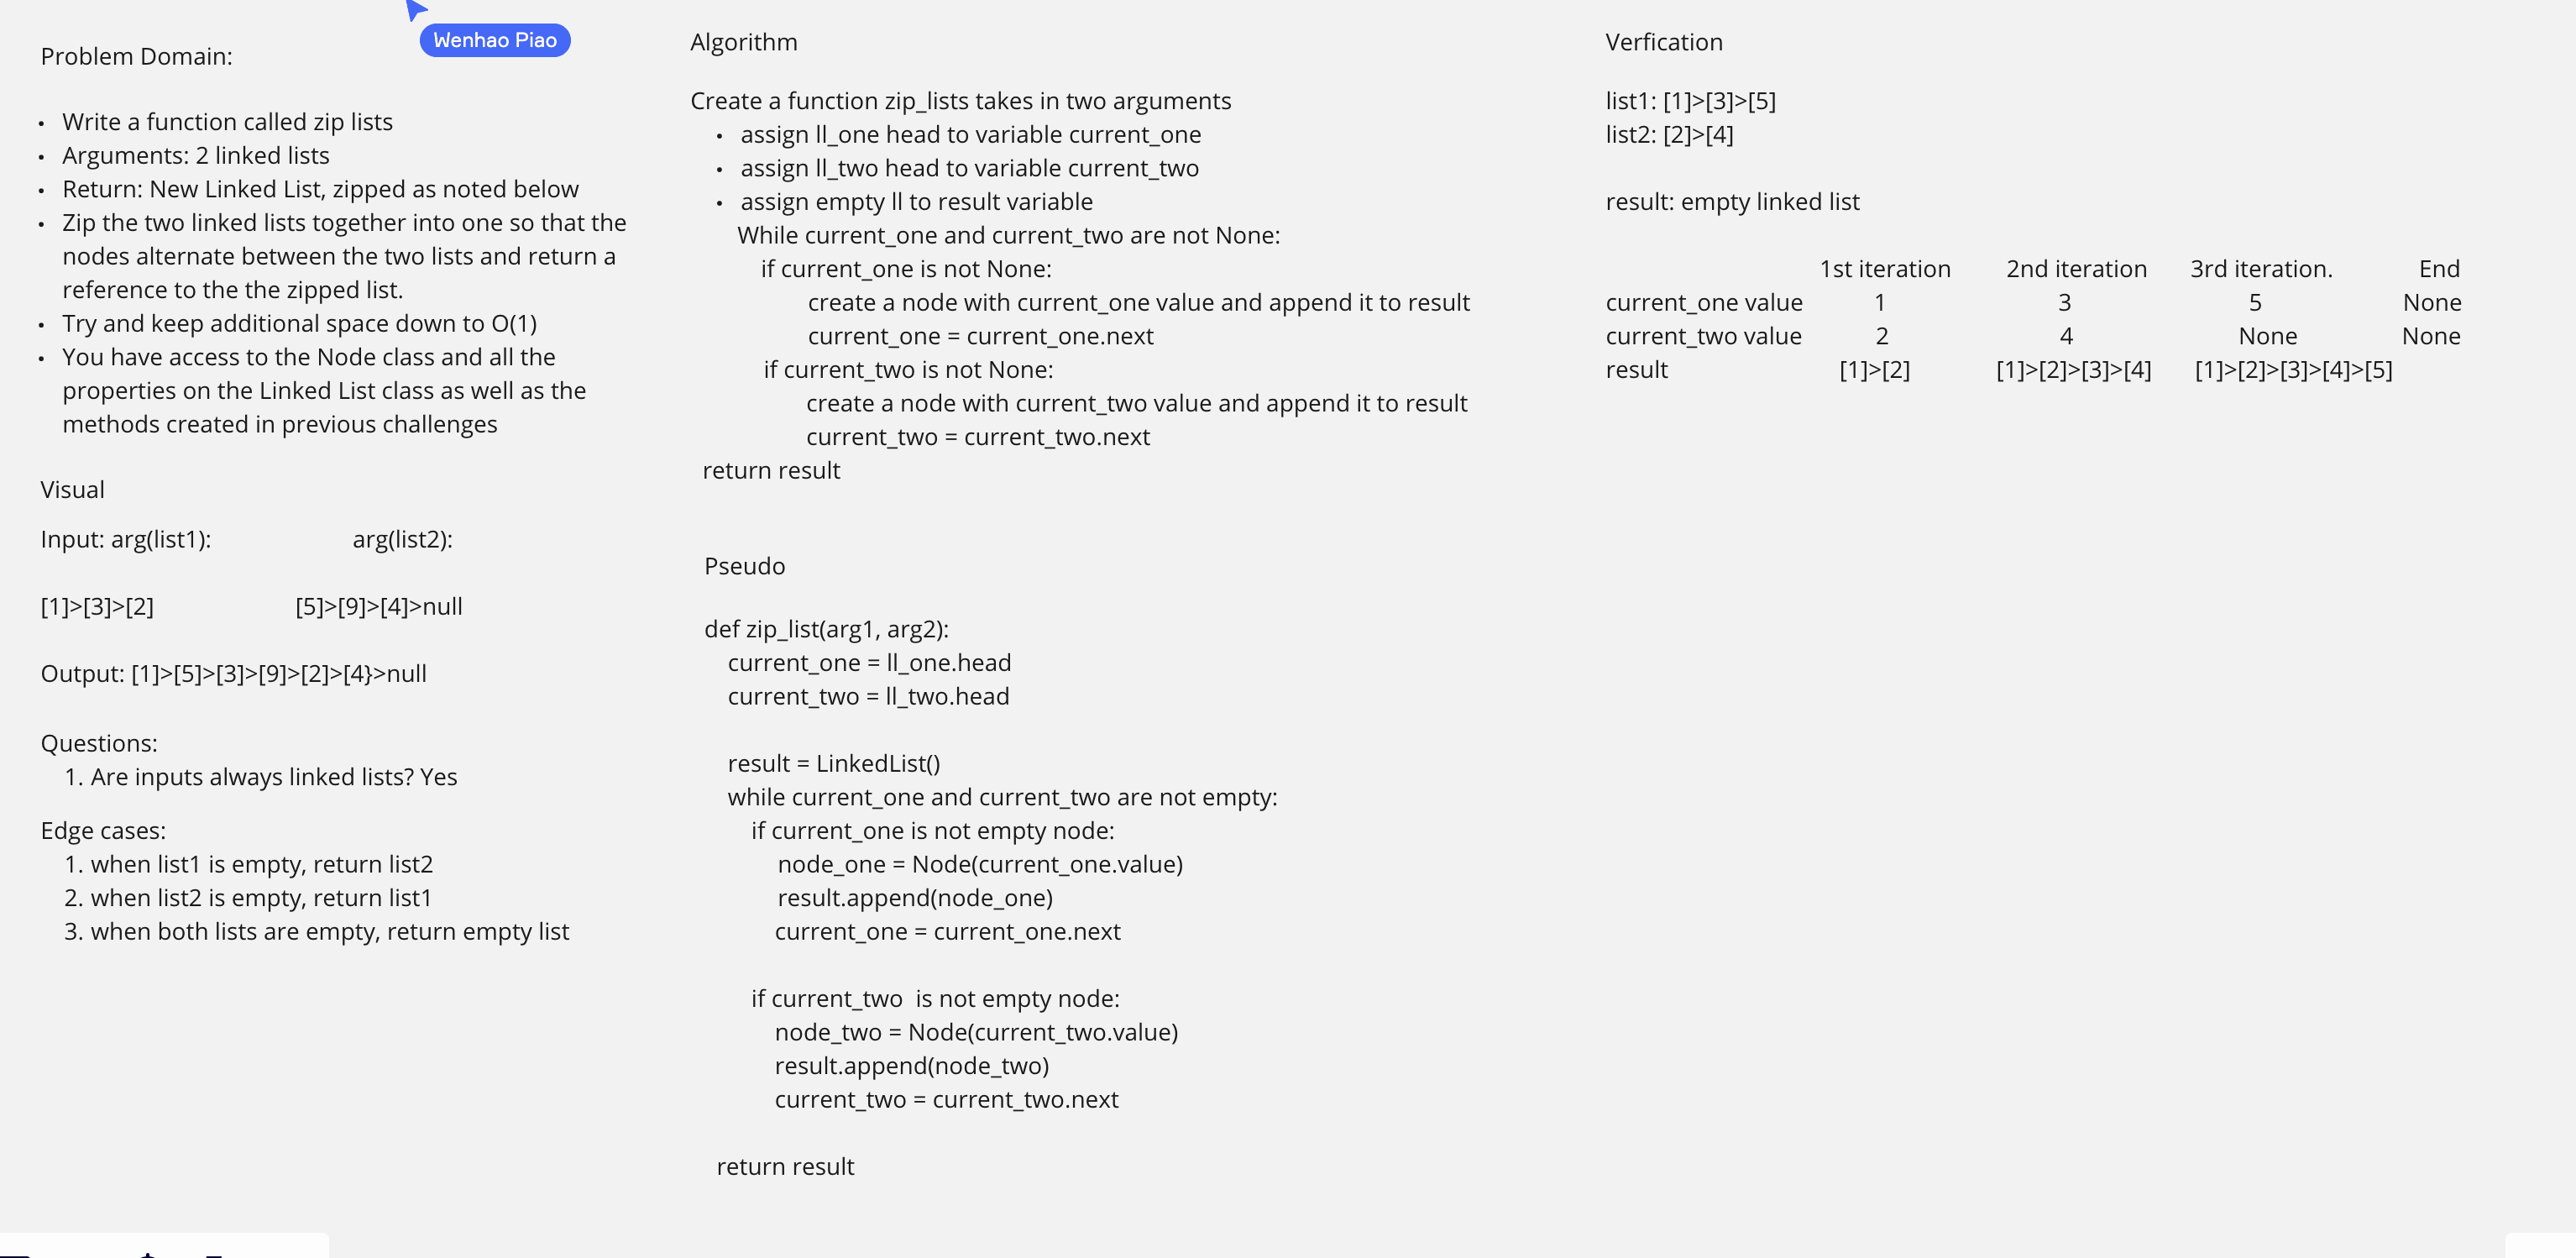 Wenhao Piao
Problem Domain:
• Write a function called zip lists
• Arguments: 2 linked lists
• Return: New Linked List, zipped as noted below
• Zip the two linked lists together into one so that the
nodes alternate between the two lists and return a
reference to the the zipped list.
• Try and keep additional space down to O(1)
• You have access to the Node class and all the
properties on the Linked List class as well as the
methods created in previous challenges
Visual
Input: arg(list1): arg(list2):
[1]>[3]>[2] [5]>[9]>[4]>null
Output: [1]>[5]>[3]>[9]>[2]>[4}>null
Questions:
1. Are inputs always linked lists? Yes
Edge cases:
1. when list1 is empty, return list2
2. when list2 is empty, return list1
3. when both lists are empty, return empty list
Algorithm
Create a function zip_lists takes in two arguments
• assign ll_one head to variable current_one
• assign ll_two head to variable current_two
• assign empty ll to result variable
While current_one and current_two are not None:
if current_one is not None:
create a node with current_one value and append it to result
current_one = current_one.next
if current_two is not None:
create a node with current_two value and append it to result
current_two = current_two.next
return result
Pseudo
def zip_list(arg1, arg2):
current_one = ll_one.head
current_two = ll_two.head
result = LinkedList()
while current_one and current_two are not empty:
if current_one is not empty node:
node_one = Node(current_one.value)
result.append(node_one)
current_one = current_one.next
if current_two  is not empty node:
node_two = Node(current_two.value)
result.append(node_two)
current_two = current_two.next
return result
Verfication
list1: [1]>[3]>[5]
list2: [2]>[4]
result: empty linked list
1st iteration 2nd iteration 3rd iteration. End
current_one value 1 3 5 None
current_two value 2 4 None None
result [1]>[2] [1]>[2]>[3]>[4] [1]>[2]>[3]>[4]>[5]